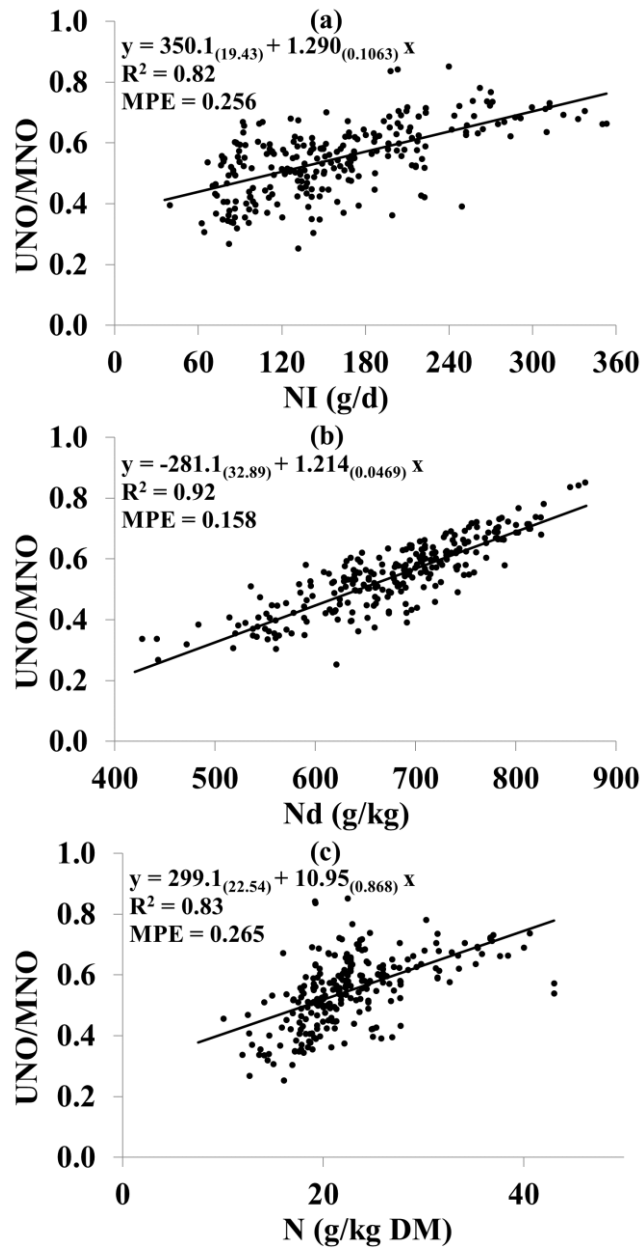 (a)
y = 350.1(19.43) + 1.290(0.1063) x
R² = 0.82
MPE = 0.256
UNO/MNO
1.0
0.8
0.6
0.4
0.2
0.0
0 60 120 180 240 300 360
NI (g/d)
(b)
y = -281.1(32.89) + 1.214(0.0469) x
R² = 0.92
MPE = 0.158
UNO/MNO
1.0
0.8
0.6
0.4
0.2
0.0
400 500 600 700 800 900
Nd (g/kg)
(c)
y = 299.1(22.54) + 10.95(0.868) x
R² = 0.83
MPE = 0.265
UNO/MNO
1.0
0.8
0.6
0.4
0.2
0.0
0 20 40
N (g/kg DM)